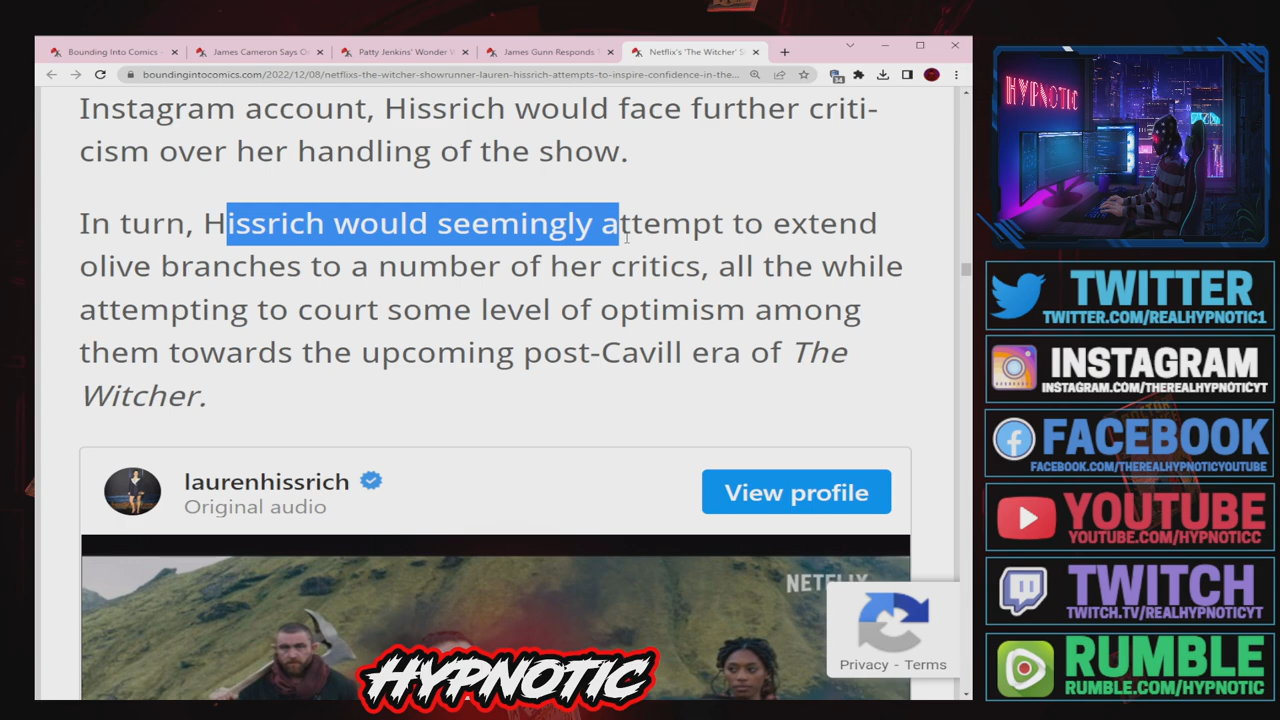 Bounding Into Comics -
James Cameron Says O
Patty Jenkins' Wonder W
James Gunn Responds T
Netflix's 'The Witcher' S
boundingintocomics.com/2022/12/08/netflixs-the-witcher-showrunner-lauren-hissrich-attempts-to-inspire-confidence-in-the...
Instagram account, Hissrich would face further criti-
cism over her handling of the show.
In turn, Hissrich would seemingly attempt to extend
olive branches to a number of her critics, all the while
attempting to court some level of optimism among
them towards the upcoming post-Cavill era of The
Witcher.
laurenhissrich
Original audio
View profile
NETFLIX
Privacy - Terms
HYPNOTIC
HYPNOTIC
TWITTER
TWITTER.COM/REALHYPNOTIC1
INSTAGRAM
INSTAGRAM.COM/THEREALHYPNOTICYT
FACEBOOK
FACEBOOK.COM/THEREALHYPNOTICYOUTUBE
YOUTUBE
YOUTUBE.COM/HYPNOTICC
TWITCH
TWITCH.TV/REALHYPNOTICYT
RUMBLE
RUMBLE.COM/HYPNOTIC